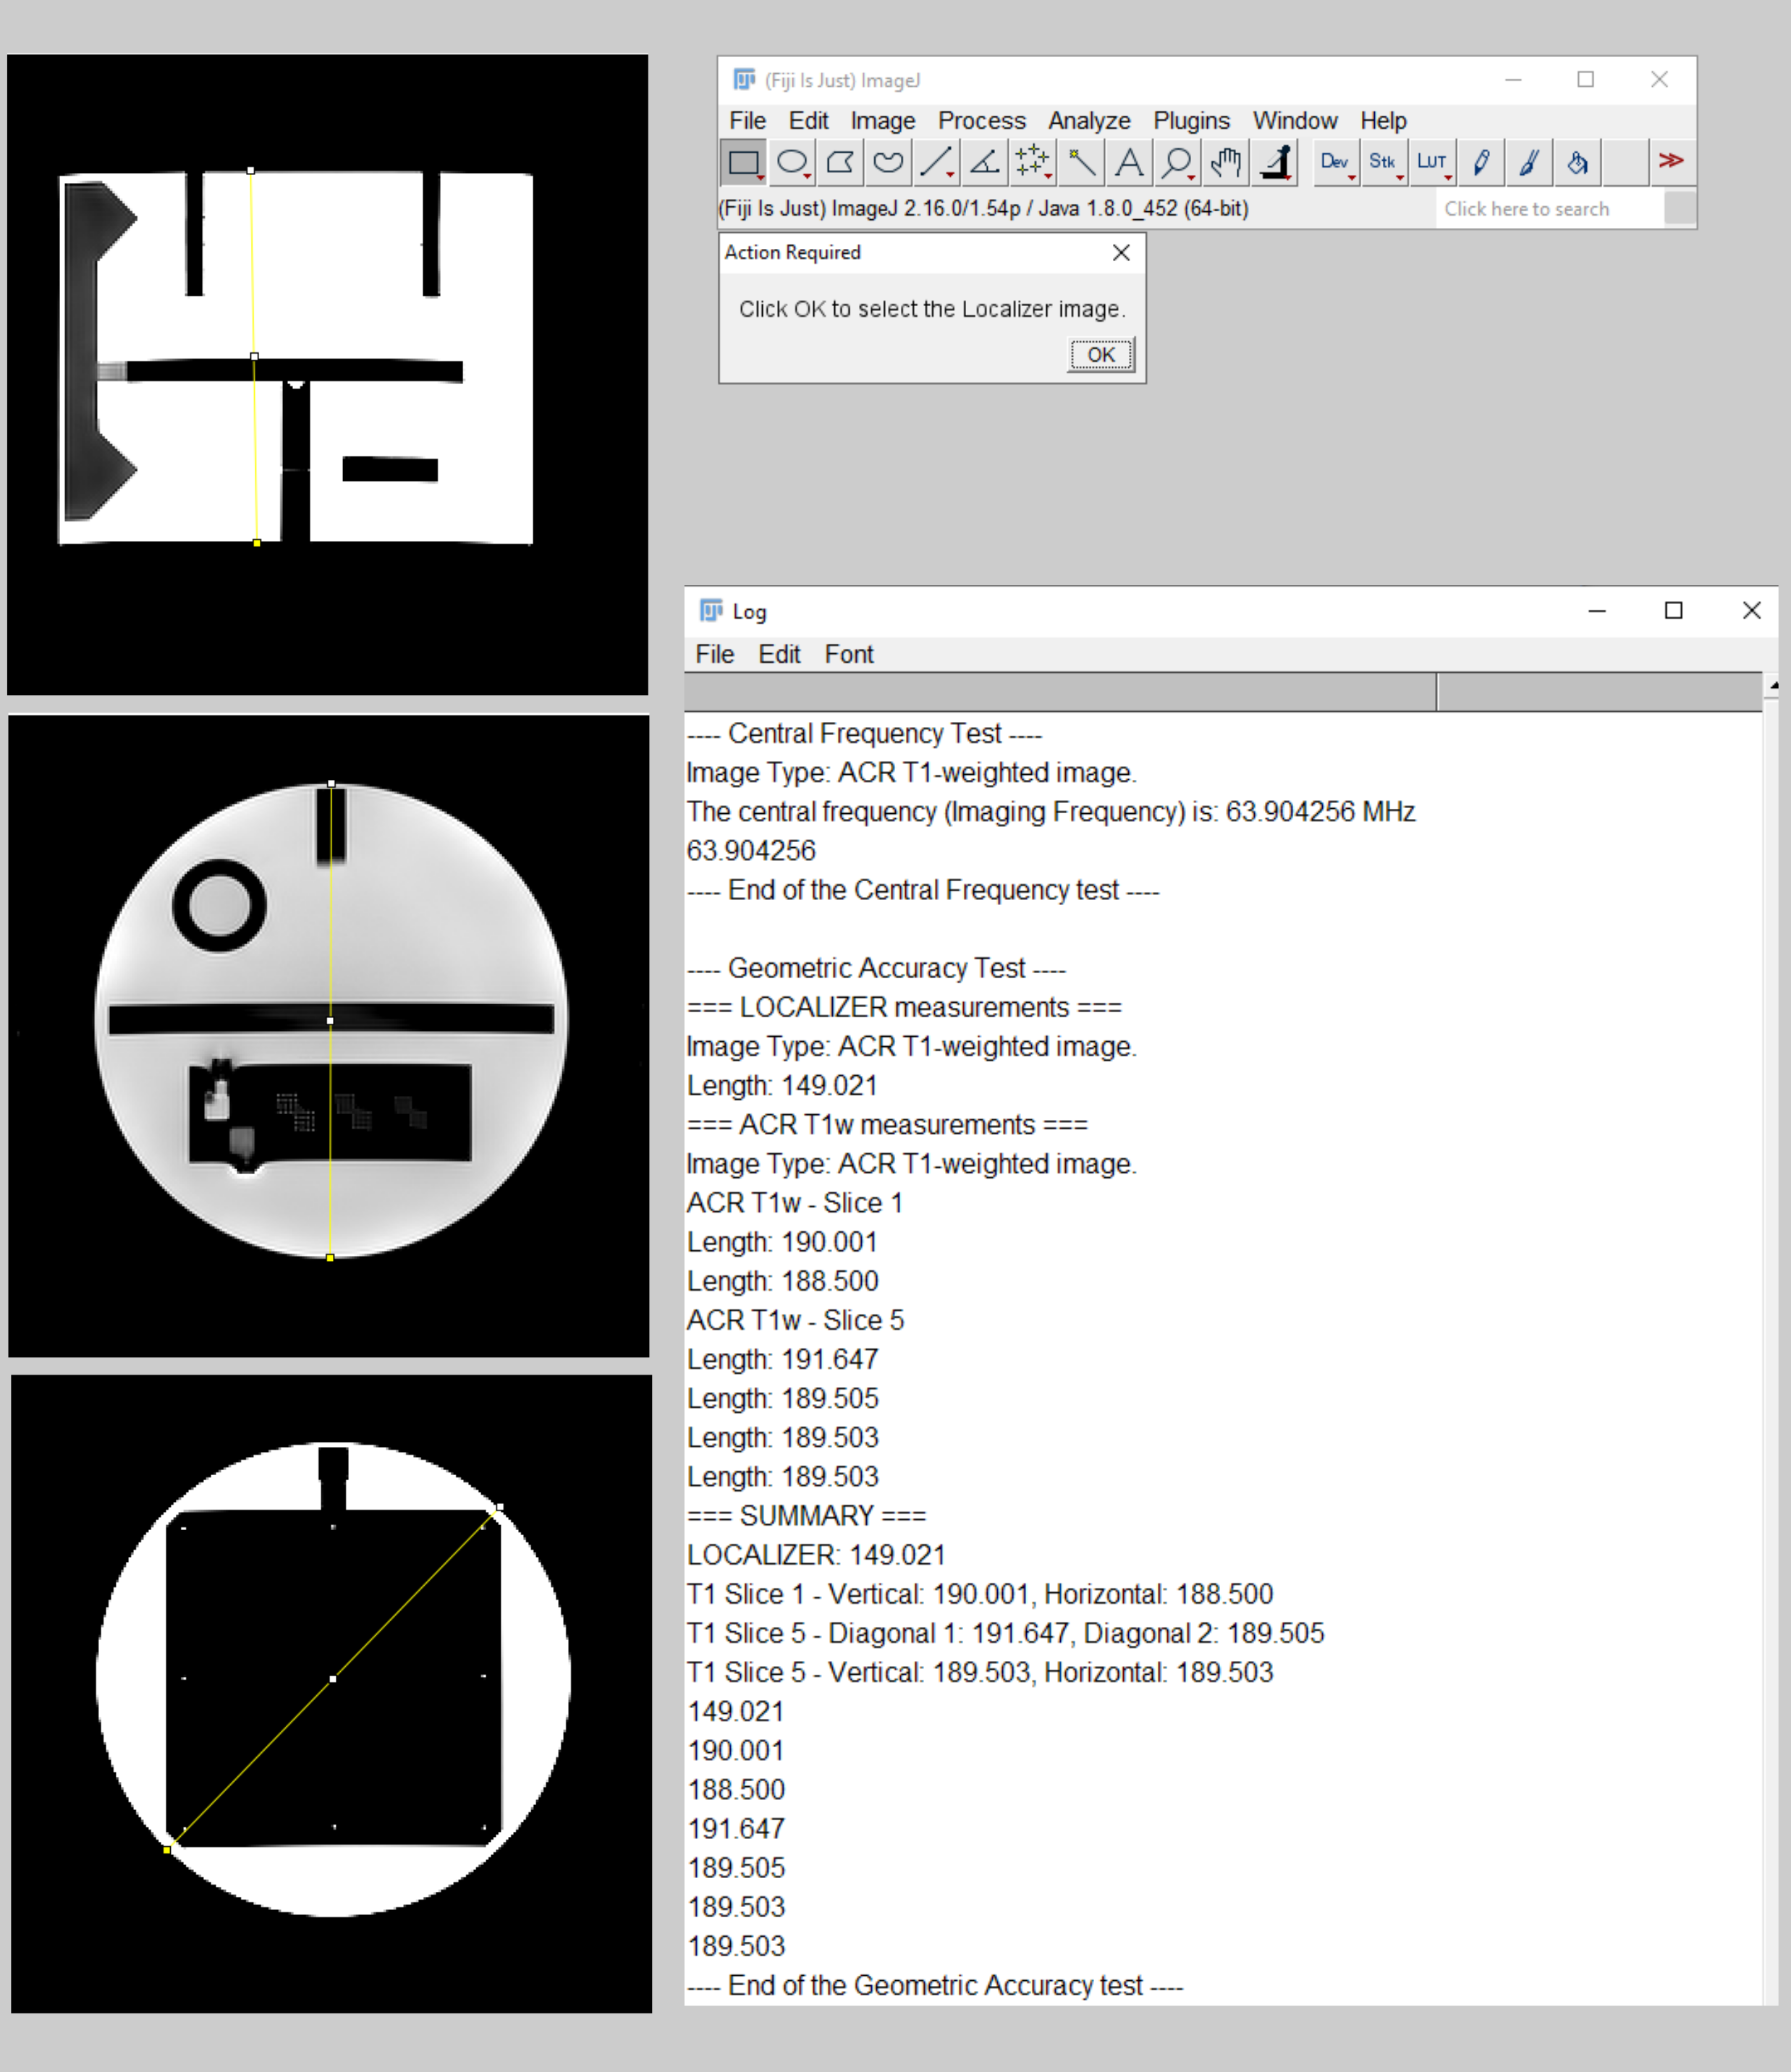 (Fiji Is Just) ImageJ
File Edit Image Process Analyze Plugins Window Help
Dev Stk LUT
(Fiji Is Just) ImageJ 2.16.0/1.54p / Java 1.8.0_452 (64-bit) Click here to search
Action Required
Click OK to select the Localizer image.
OK
Log
File Edit Font
---- Central Frequency Test ----
Image Type: ACR T1-weighted image.
The central frequency (Imaging Frequency) is: 63.904256 MHz
63.904256
---- End of the Central Frequency test ----
---- Geometric Accuracy Test ----
=== LOCALIZER measurements ===
Image Type: ACR T1-weighted image.
Length: 149.021
=== ACR T1w measurements ===
Image Type: ACR T1-weighted image.
ACR T1w - Slice 1
Length: 190.001
Length: 188.500
ACR T1w - Slice 5
Length: 191.647
Length: 189.505
Length: 189.503
Length: 189.503
=== SUMMARY ===
LOCALIZER: 149.021
T1 Slice 1 - Vertical: 190.001, Horizontal: 188.500
T1 Slice 5 - Diagonal 1: 191.647, Diagonal 2: 189.505
T1 Slice 5 - Vertical: 189.503, Horizontal: 189.503
149.021
190.001
188.500
191.647
189.505
189.503
189.503
---- End of the Geometric Accuracy test ----